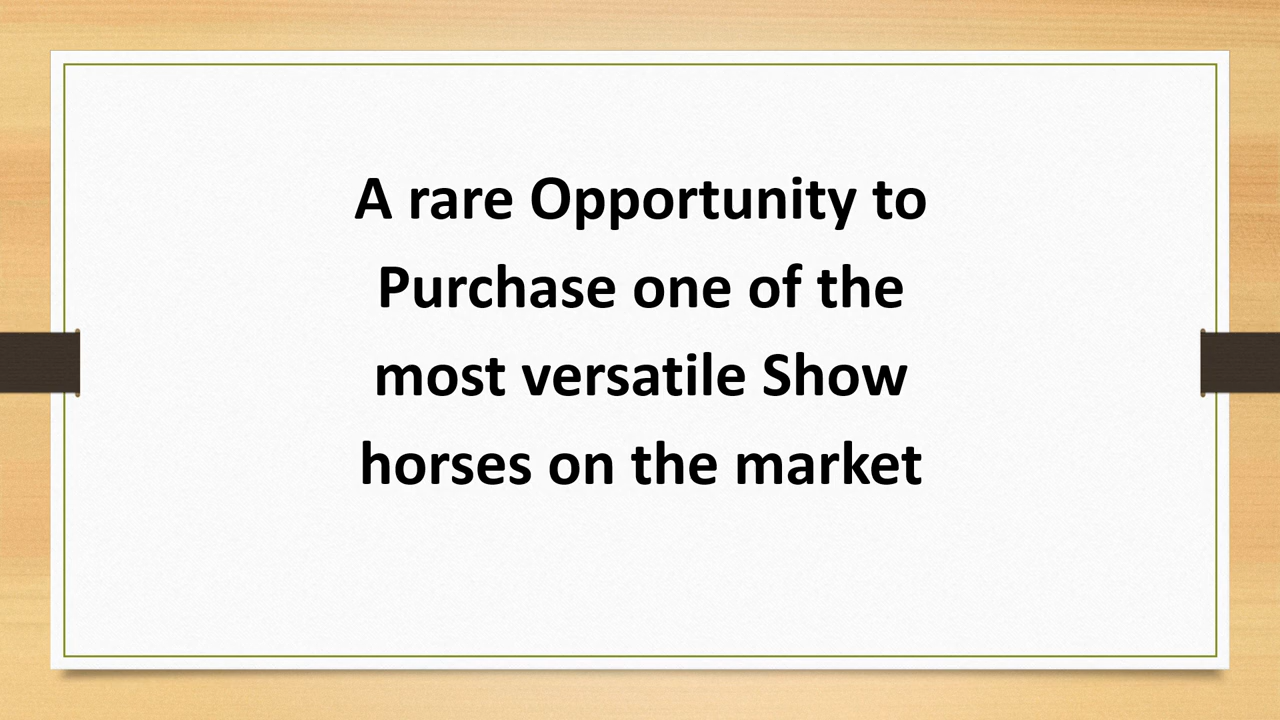 A rare Opportunity to
Purchase one of the
most versatile Show
horses on the market